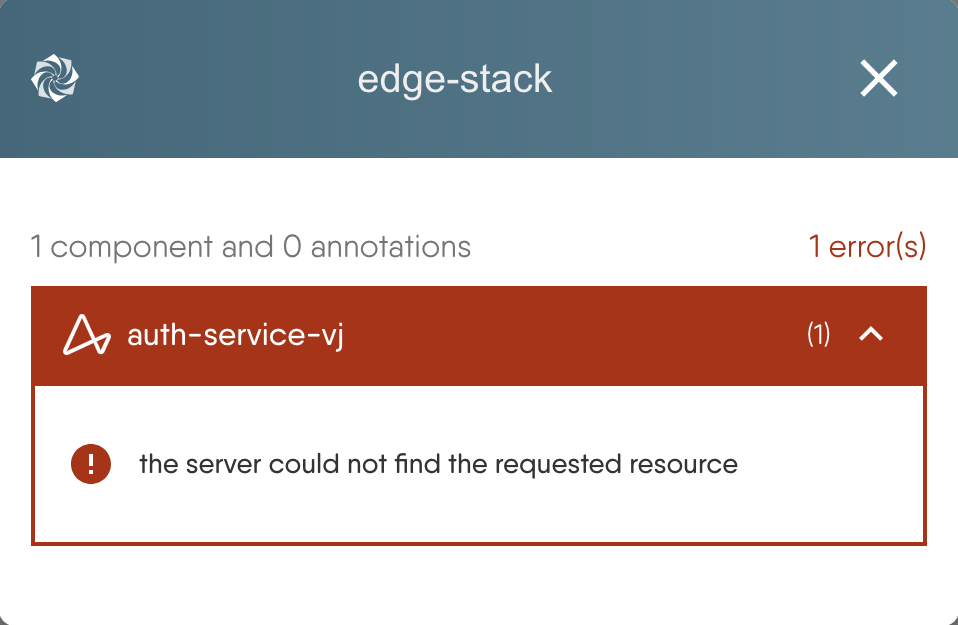 edge-stack
1 component and 0 annotations 1 error(s)
auth-service-vj (1)
the server could not find the requested resource